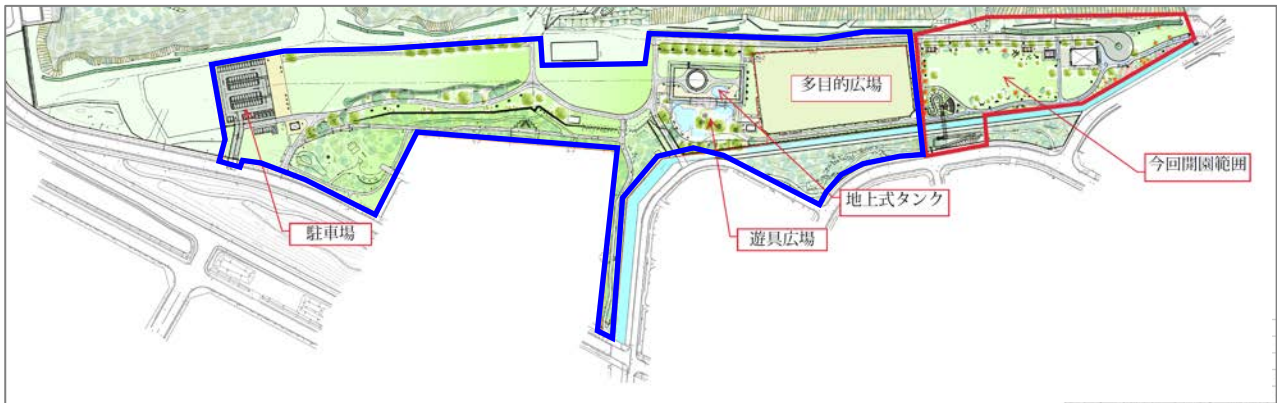 多目的広場
今回開園範囲
地上式タンク
駐車場
遊具広場